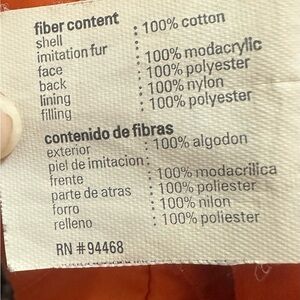 fiber content
shell : 100% cotton
imitation fur :
face : 100% modacrylic
back : 100% polyester
lining : 100% nylon
filling : 100% polyester
contenido de fibras
exterior : 100% algodon
piel de imitacion :
frente : 100% modacrilica
parte de atras : 100% poliester
forro : 100% nilon
relleno : 100% poliester
RN # 94468